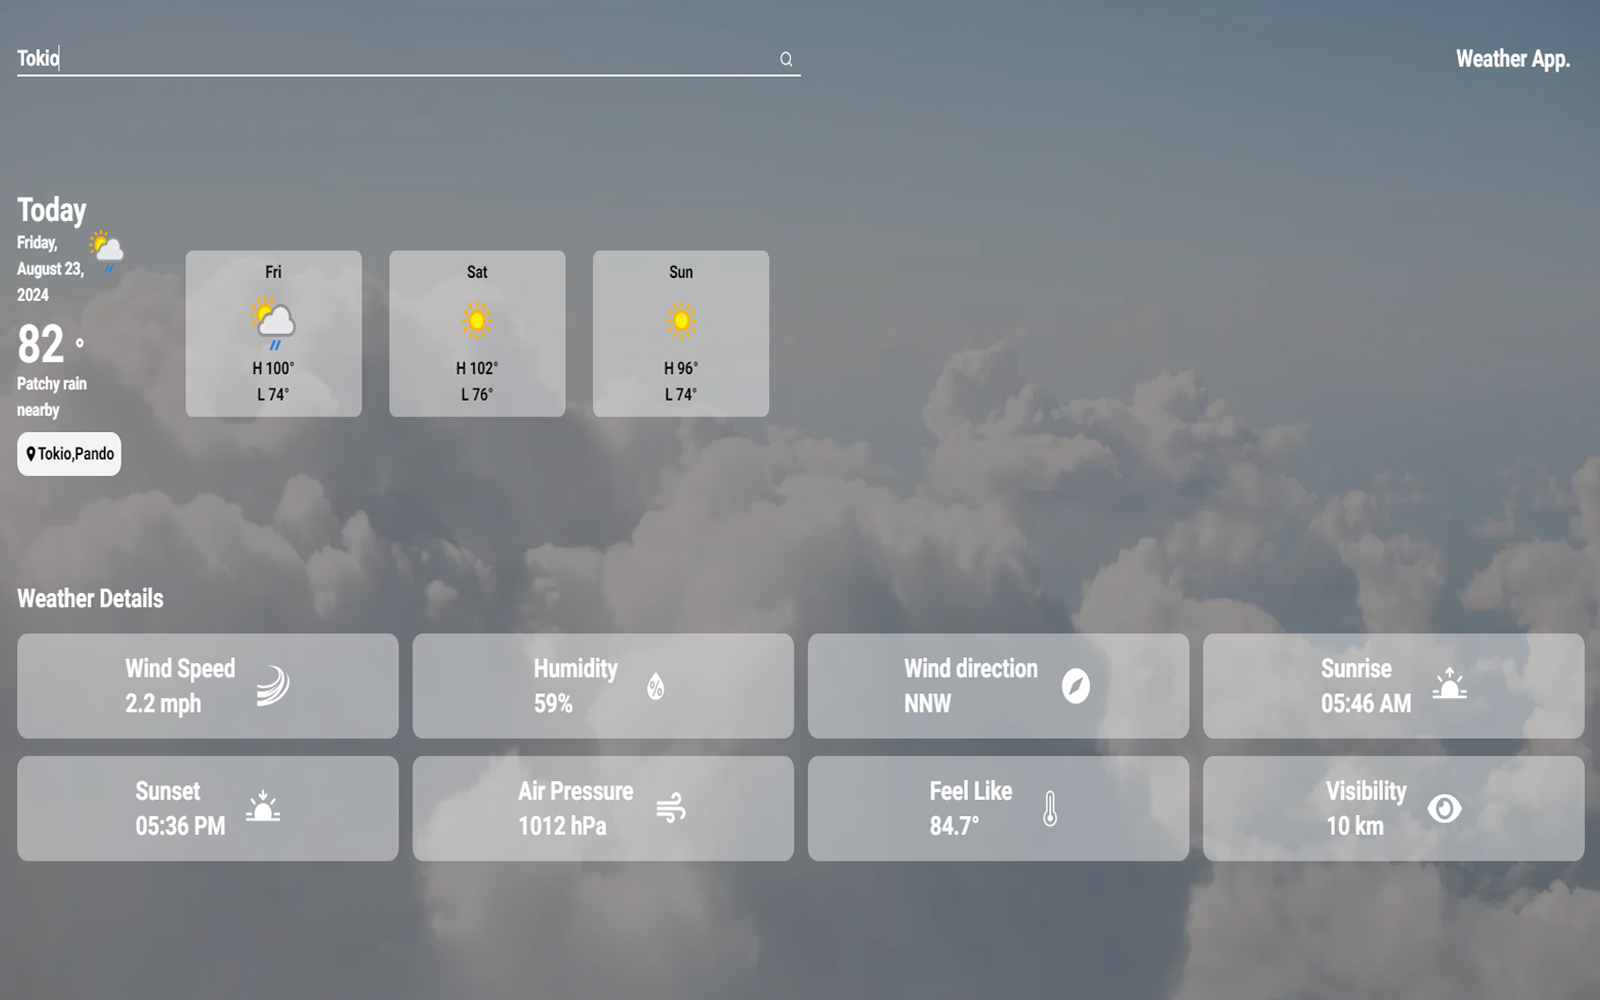 Tokio
Weather App.
Today
Friday,
August 23,
2024
82 °
Patchy rain
nearby
Tokio,Pando
Fri
H 100°
L 74°
Sat
H 102°
L 76°
Sun
H 96°
L 74°
Weather Details
Wind Speed
2.2 mph
Humidity
59%
Wind direction
NNW
Sunrise
05:46 AM
Sunset
05:36 PM
Air Pressure
1012 hPa
Feel Like
84.7°
Visibility
10 km